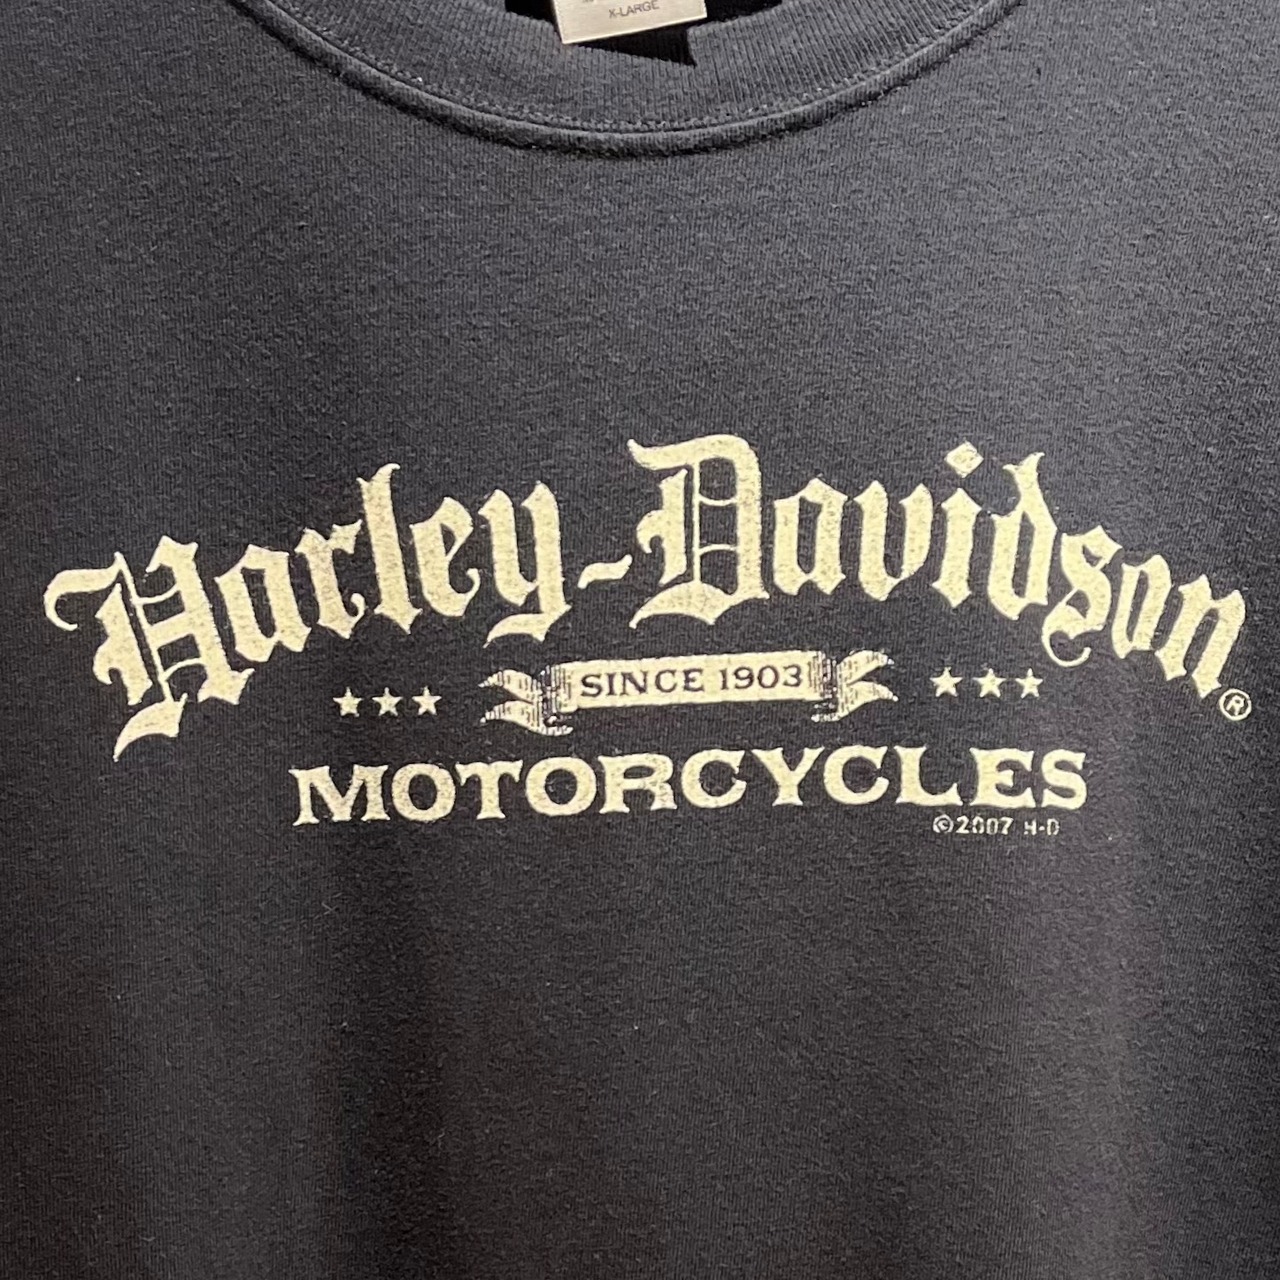 X-LARGE
Harley-Davidson®
SINCE 1903
MOTORCYCLES
©2007 H-D